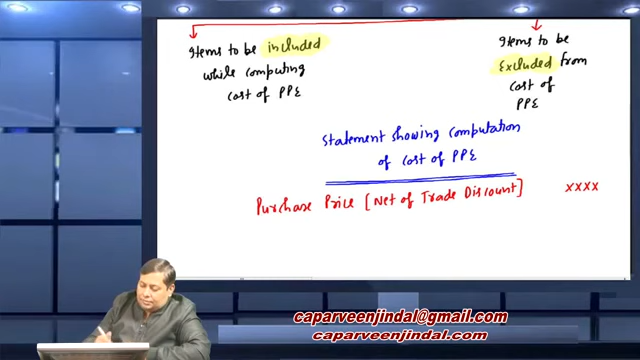 Items to be included
while computing
cost of PPE
Items to be
Excluded from
cost of
PPE
Statement showing computation
of cost of PPE
Purchase Price [Net of Trade Discount] xxxx
caparveenjindal@gmail.com
caparveenjindal.com